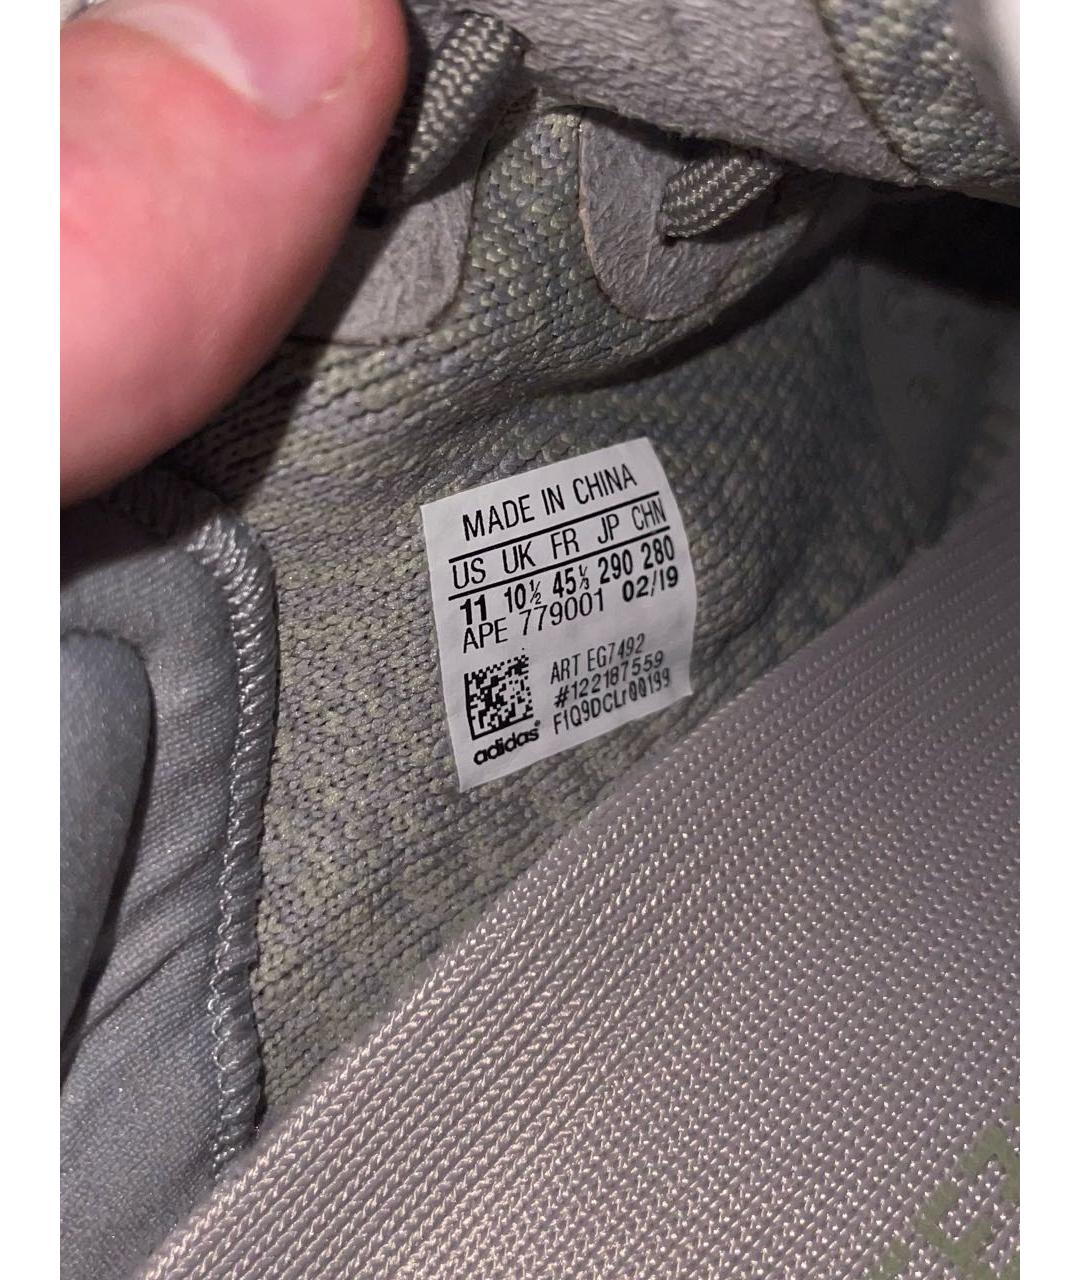 MADE IN CHINA
US UK FR JP CHN
11 10½ 45⅓ 290 280
APE 779001 02/19
ART EG7492
#122187559
F1Q9DCLr00199
adidas®